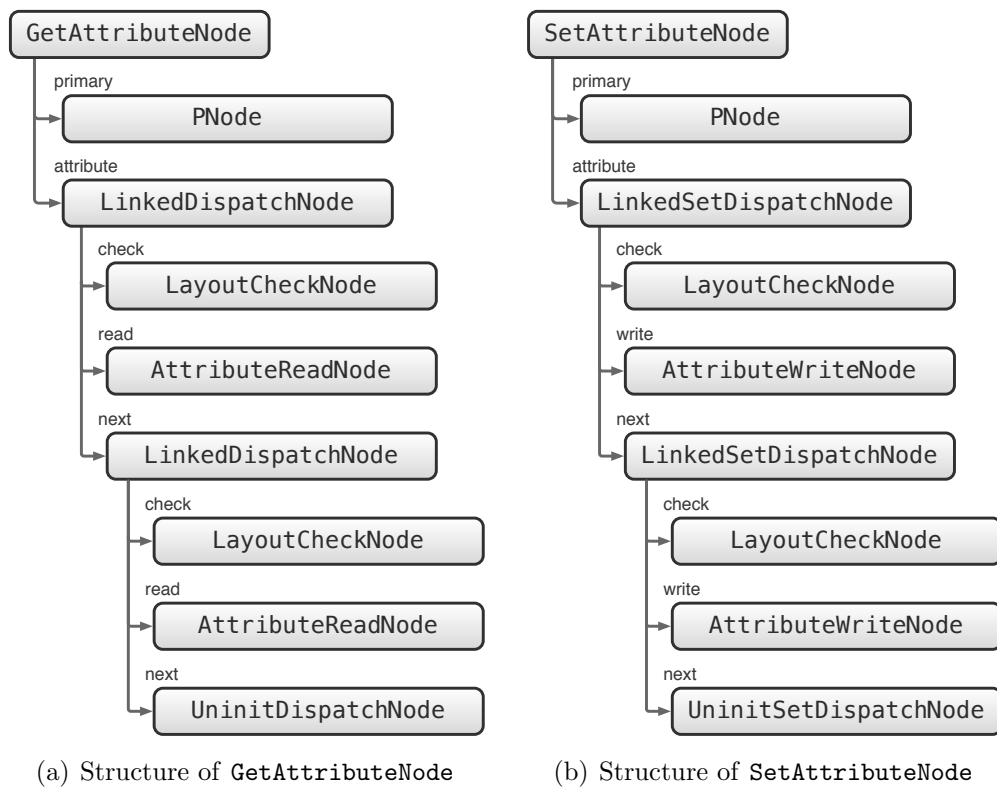 GetAttributeNode
primary
PNode
attribute
LinkedDispatchNode
check
LayoutCheckNode
read
AttributeReadNode
next
LinkedDispatchNode
check
LayoutCheckNode
read
AttributeReadNode
next
UninitDispatchNode
(a) Structure of GetAttributeNode
SetAttributeNode
primary
PNode
attribute
LinkedSetDispatchNode
check
LayoutCheckNode
write
AttributeWriteNode
next
LinkedSetDispatchNode
check
LayoutCheckNode
write
AttributeWriteNode
next
UninitSetDispatchNode
(b) Structure of SetAttributeNode